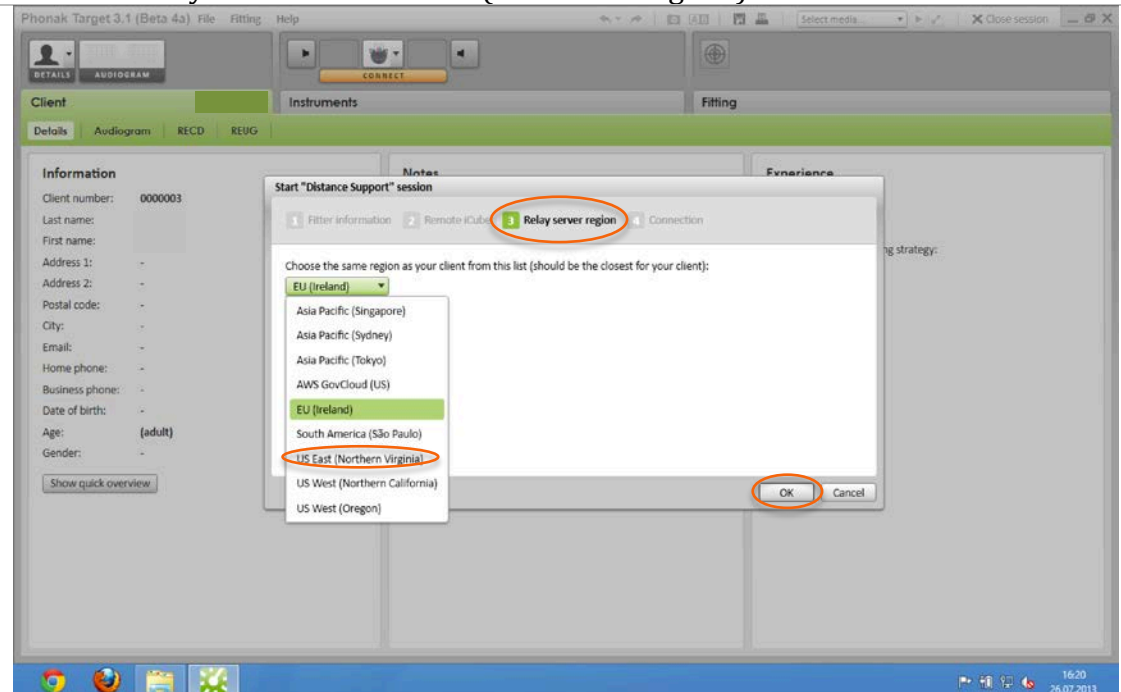 Phonak Target 3.1 (Beta 4a) File Fitting Help Select media... Close session
DETAILS AUDIOGRAM
CONNECT
Client Instruments Fitting
Details Audiogram RECD REUG
Information Notes Experience
Client number: 0000003
Last name:
First name:
Address 1: -
Address 2: -
Postal code: -
City: -
Email: -
Home phone: -
Business phone: -
Date of birth: -
Age: (adult)
Gender: -
Show quick overview
ng strategy:
Start "Distance Support" session
1 Fitter information 2 Remote iCube 3 Relay server region 4 Connection
Choose the same region as your client from this list (should be the closest for your client):
EU (Ireland)
Asia Pacific (Singapore)
Asia Pacific (Sydney)
Asia Pacific (Tokyo)
AWS GovCloud (US)
EU (Ireland)
South America (São Paulo)
US East (Northern Virginia)
US West (Northern California)
US West (Oregon)
OK Cancel
16:20
26.07.2013